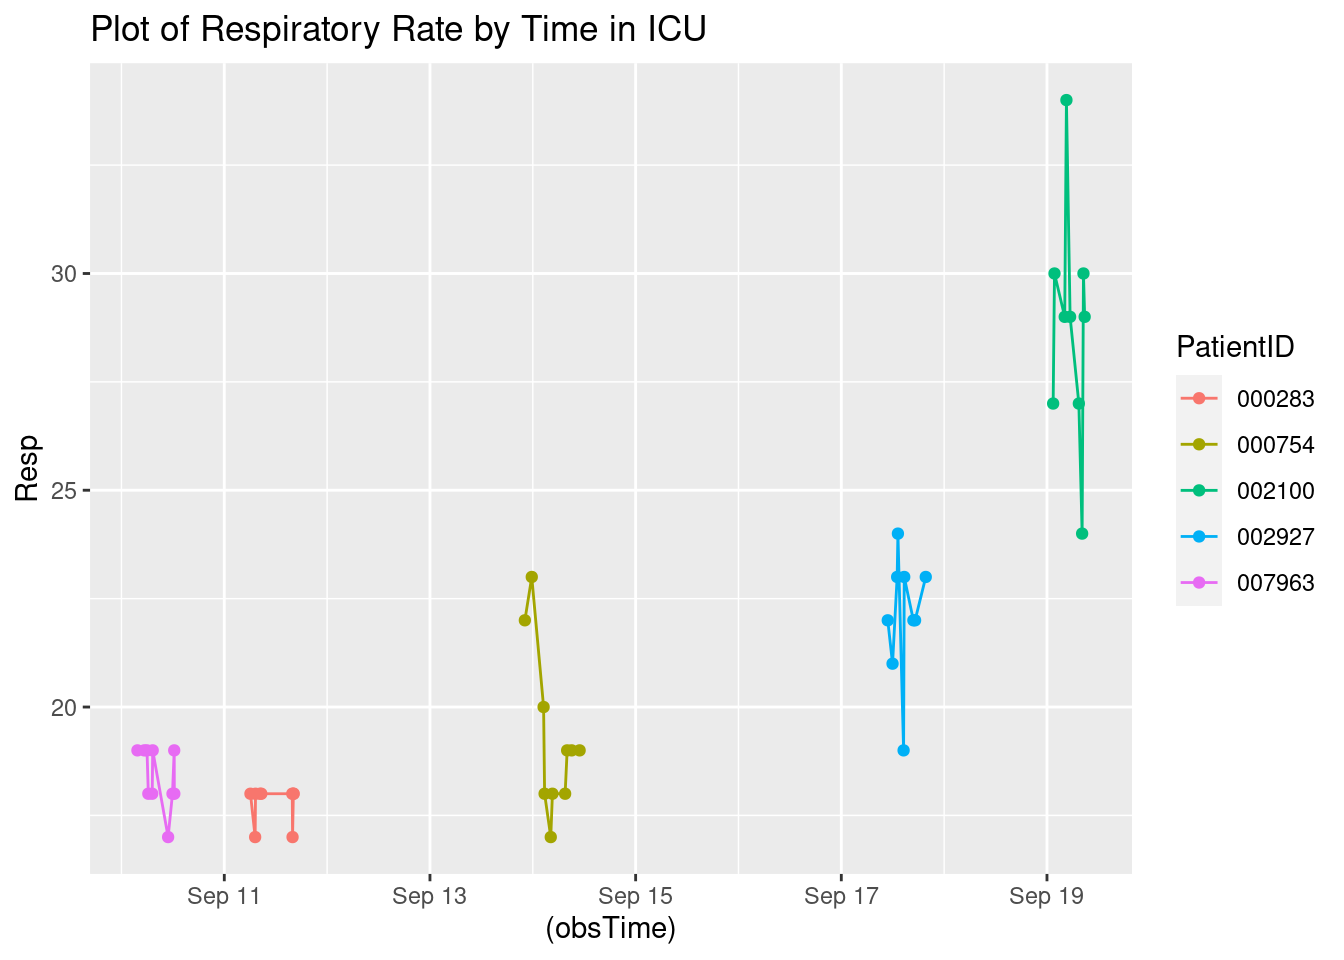 Plot of Respiratory Rate by Time in ICU
Resp
30
25
20
Sep 11
Sep 13
Sep 15
Sep 17
Sep 19
(obsTime)
PatientID
000283
000754
002100
002927
007963